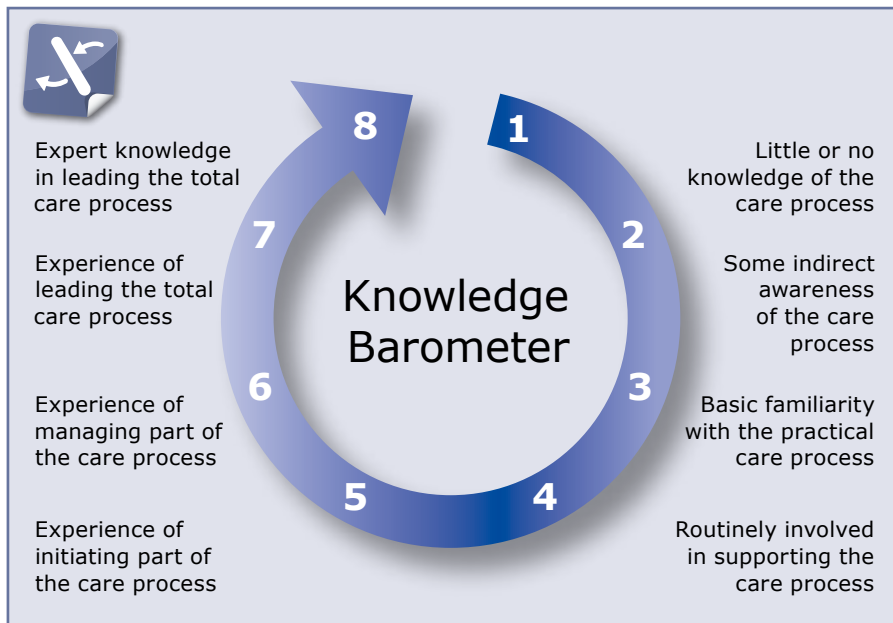 1
Little or no
knowledge of the
care process
2
Some indirect
awareness
of the care
process
3
Basic familiarity
with the practical
care process
4
Routinely involved
in supporting the
care process
5
Experience of
initiating part of
the care process
6
Experience of
managing part of
the care process
7
Experience of
leading the total
care process
8
Expert knowledge
in leading the total
care process
Knowledge
Barometer